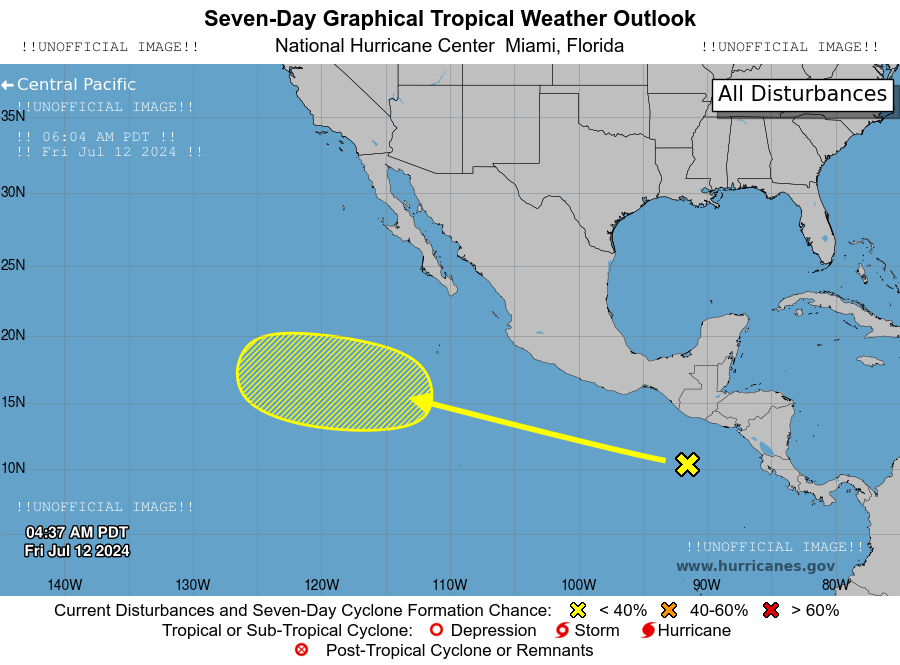 Seven-Day Graphical Tropical Weather Outlook
!!UNOFFICIAL IMAGE!! National Hurricane Center Miami, Florida !!UNOFFICIAL IMAGE!!
Central Pacific
All Disturbances
!!UNOFFICIAL IMAGE!!
35N
!! 06:04 AM PDT !!
!! Fri Jul 12 2024 !!
30N
25N
20N
15N
10N
!!UNOFFICIAL IMAGE!!
04:37 AM PDT
Fri Jul 12 2024
!!UNOFFICIAL IMAGE!!
www.hurricanes.gov
140W 130W 120W 110W 100W 90W 80W
Current Disturbances and Seven-Day Cyclone Formation Chance: < 40% 40-60% > 60%
Tropical or Sub-Tropical Cyclone: Depression Storm Hurricane
Post-Tropical Cyclone or Remnants